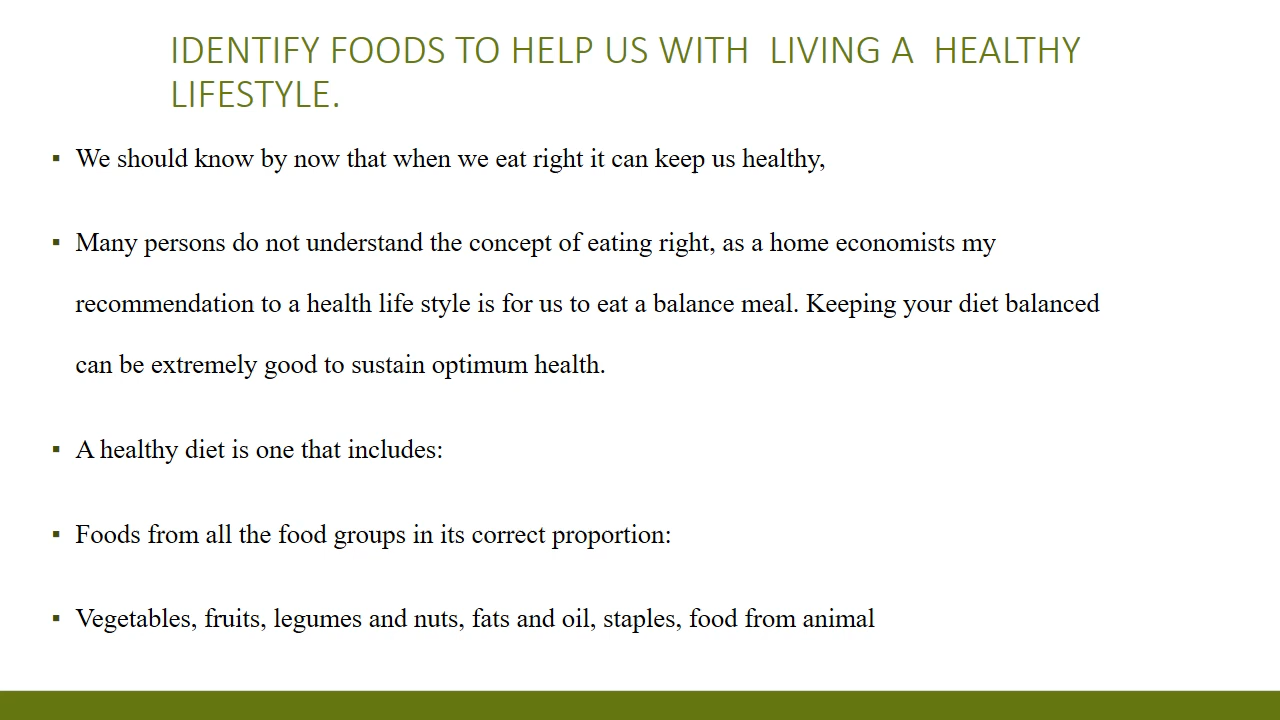 IDENTIFY FOODS TO HELP US WITH  LIVING A  HEALTHY
LIFESTYLE.
▪ We should know by now that when we eat right it can keep us healthy,
▪ Many persons do not understand the concept of eating right, as a home economists my
recommendation to a health life style is for us to eat a balance meal. Keeping your diet balanced
can be extremely good to sustain optimum health.
▪ A healthy diet is one that includes:
▪ Foods from all the food groups in its correct proportion:
▪ Vegetables, fruits, legumes and nuts, fats and oil, staples, food from animal